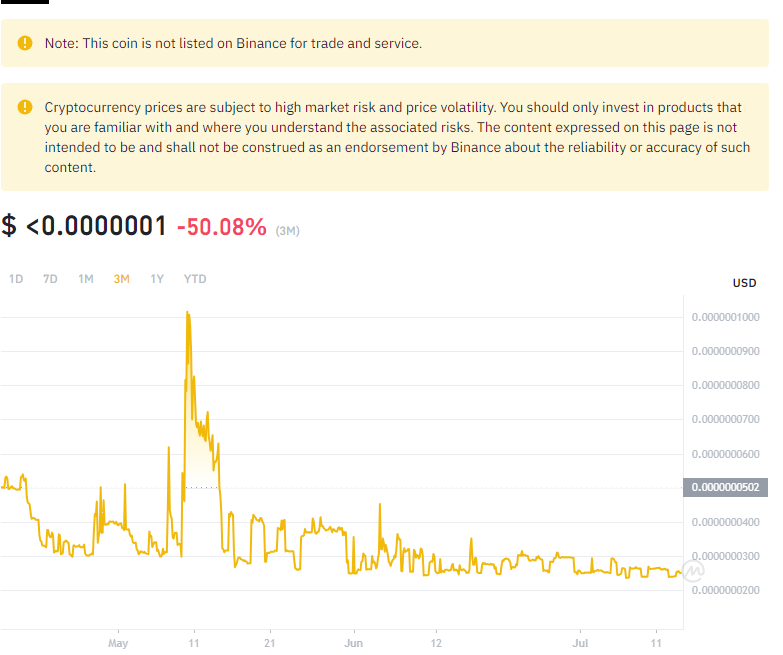 Note: This coin is not listed on Binance for trade and service.
Cryptocurrency prices are subject to high market risk and price volatility. You should only invest in products that
you are familiar with and where you understand the associated risks. The content expressed on this page is not
intended to be and shall not be construed as an endorsement by Binance about the reliability or accuracy of such
content.
$ <0.0000001 -50.08% (3M)
1D 7D 1M 3M 1Y YTD
USD
0.0000001000
0.0000000900
0.0000000800
0.0000000700
0.0000000600
0.0000000502
0.0000000400
0.0000000300
0.0000000200
May 11 21 Jun 12 Jul 11